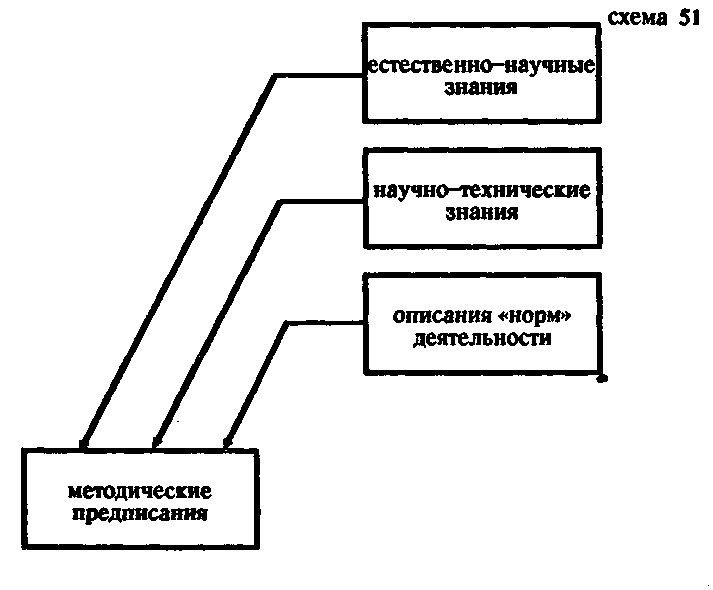 схема 51
естественно-научные
знания
научно-технические
знания
описания «норм»
деятельности
методические
предписания